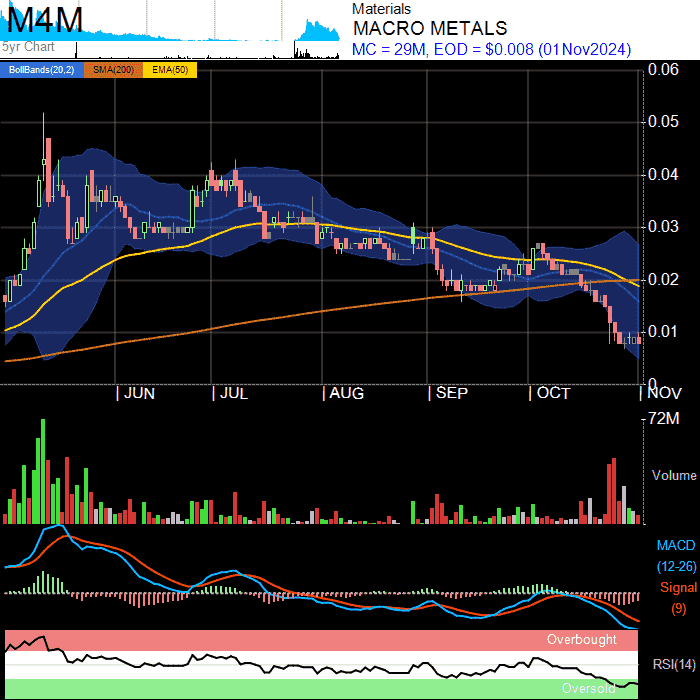 M4M
5yr Chart
Materials
MACRO METALS
MC = 29M, EOD = $0.008 (01Nov2024)
BollBands(20,2) SMA(200) EMA(50)
0.06
0.05
0.04
0.03
0.02
0.01
0
JUN JUL AUG SEP OCT NOV
72M
Volume
MACD
(12-26)
Signal
(9)
Overbought
RSI(14)
Oversold